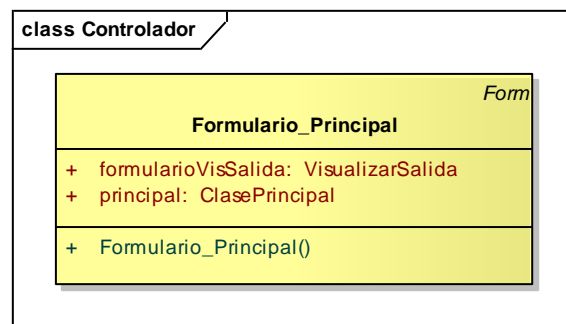 class Controlador
Form
Formulario_Principal
+ formularioVisSalida: VisualizarSalida
+ principal: ClasePrincipal
+ Formulario_Principal()